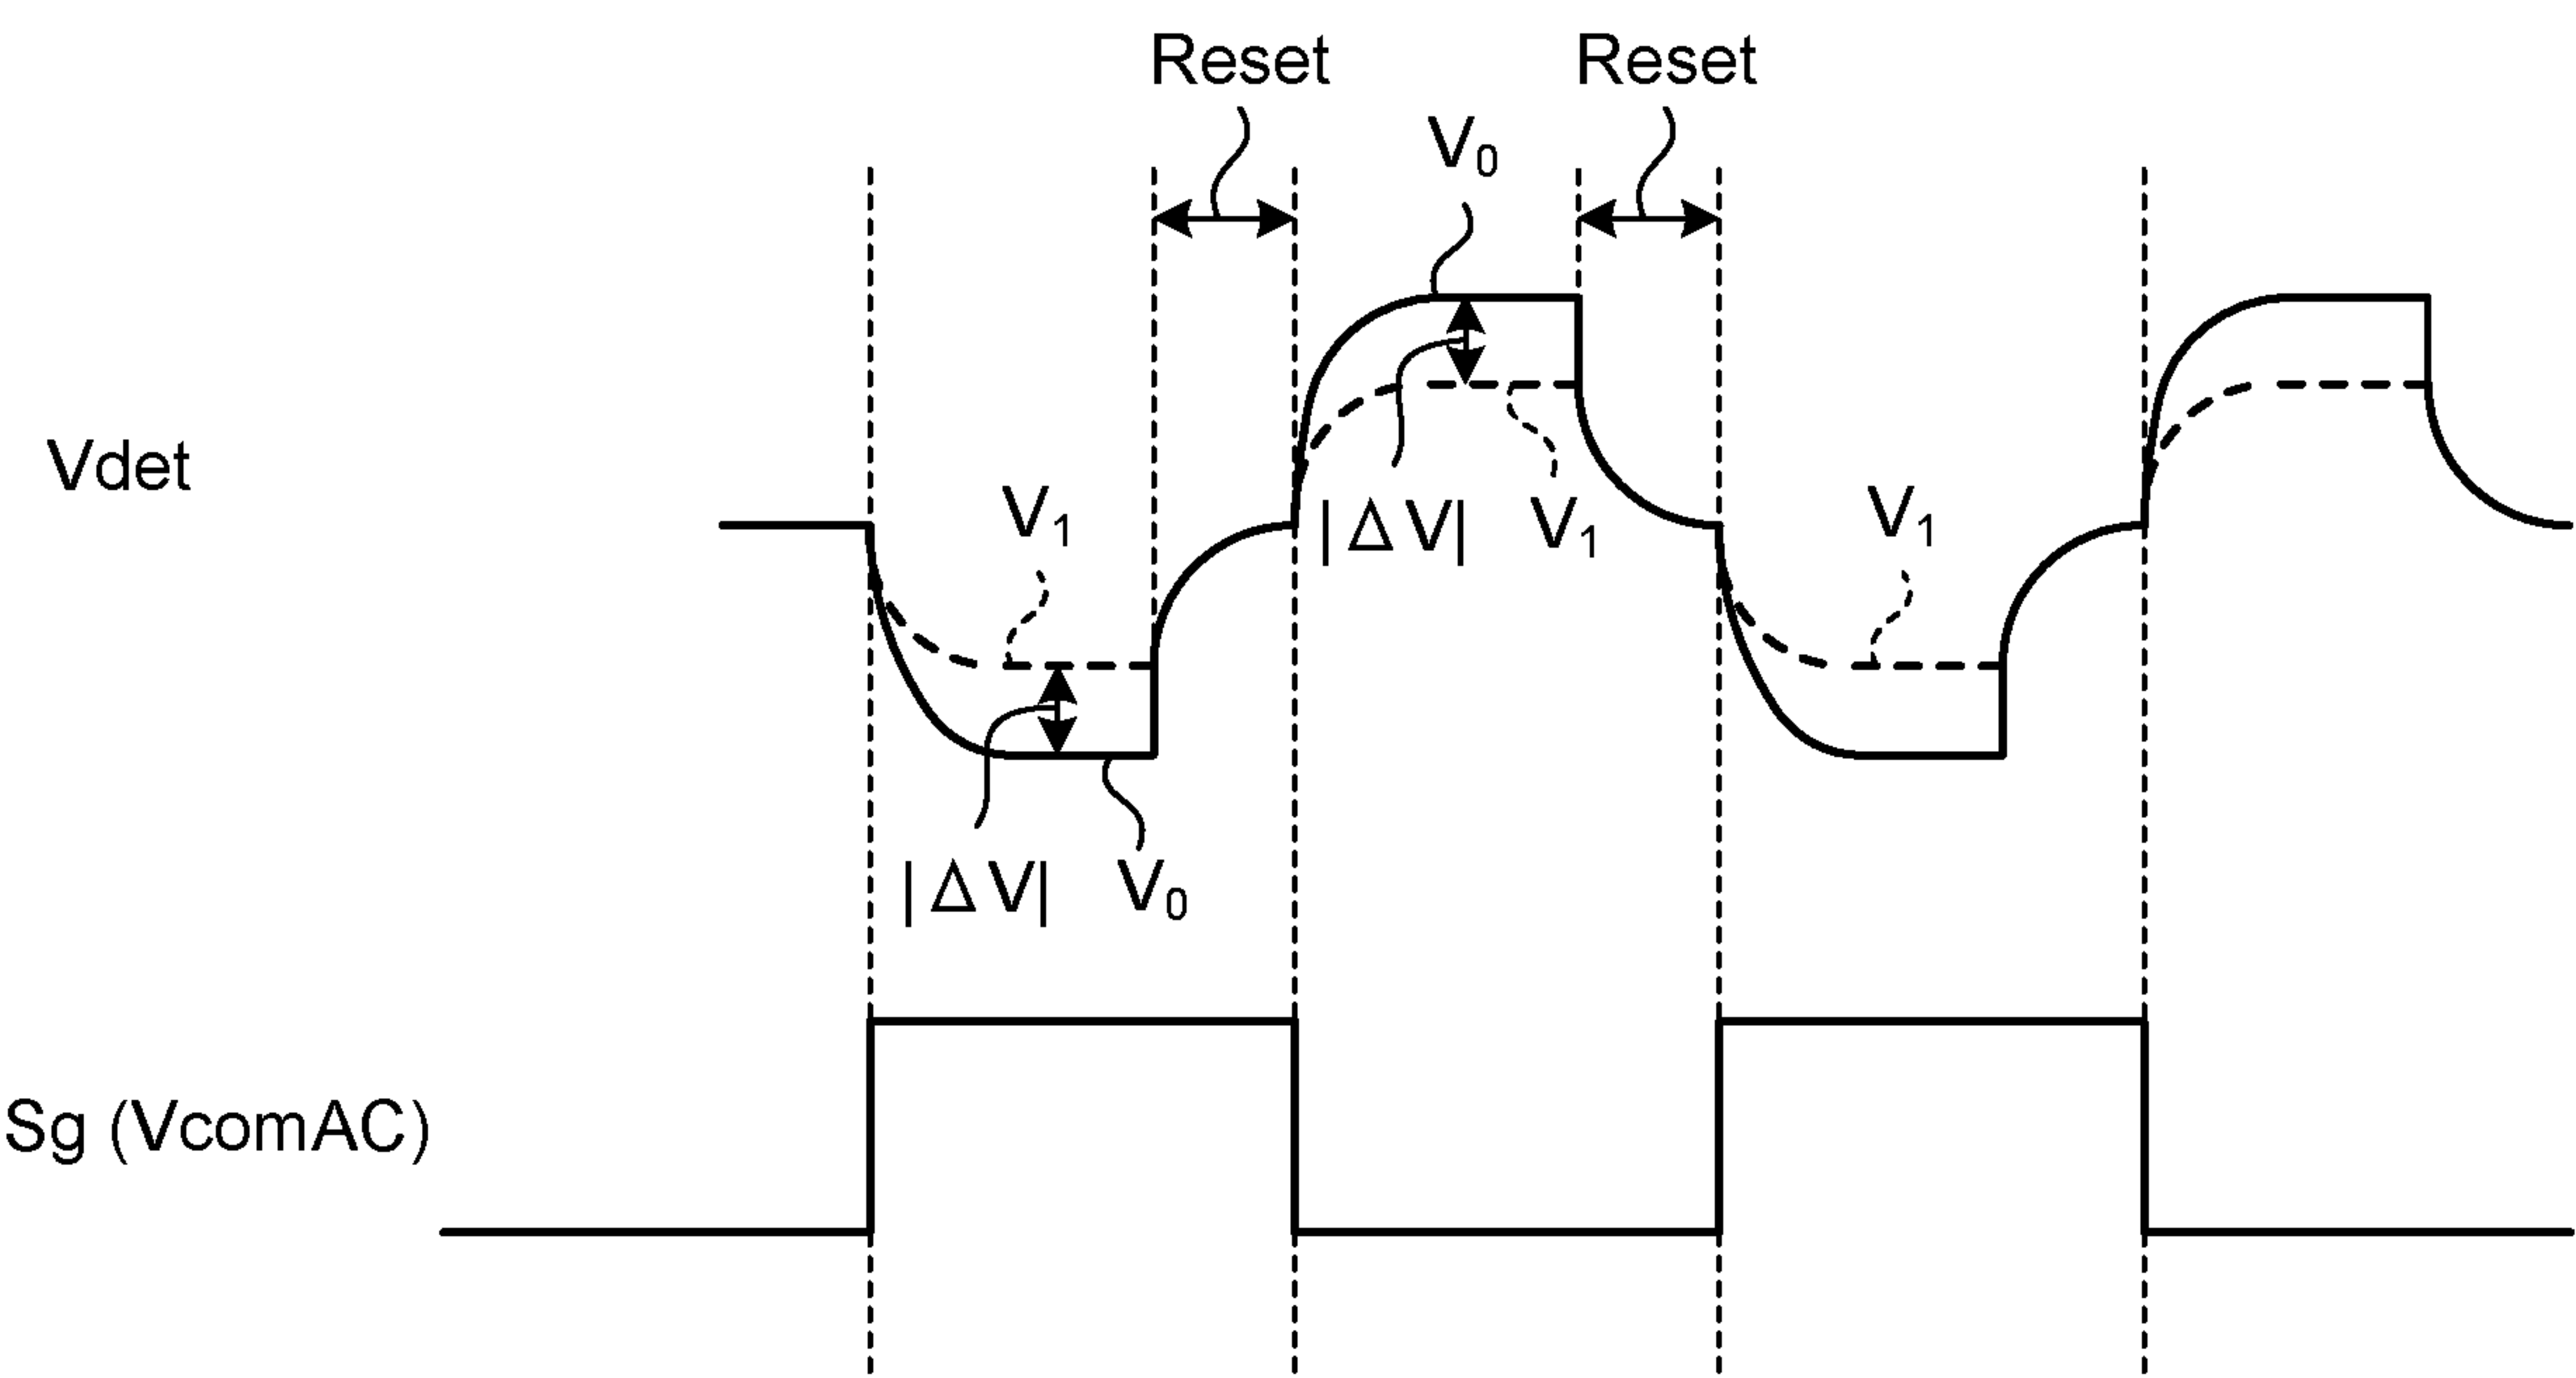 Reset
Reset
V0
Vdet
V1
|ΔV|
V1
V1
|ΔV|
V0
Sg (VcomAC)